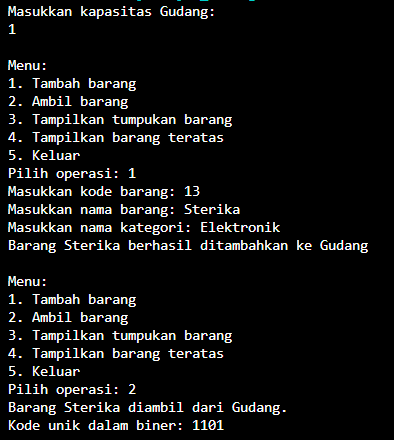 Masukkan kapasitas Gudang:
1
Menu:
1. Tambah barang
2. Ambil barang
3. Tampilkan tumpukan barang
4. Tampilkan barang teratas
5. Keluar
Pilih operasi: 1
Masukkan kode barang: 13
Masukkan nama barang: Sterika
Masukkan nama kategori: Elektronik
Barang Sterika berhasil ditambahkan ke Gudang
Menu:
1. Tambah barang
2. Ambil barang
3. Tampilkan tumpukan barang
4. Tampilkan barang teratas
5. Keluar
Pilih operasi: 2
Barang Sterika diambil dari Gudang.
Kode unik dalam biner: 1101